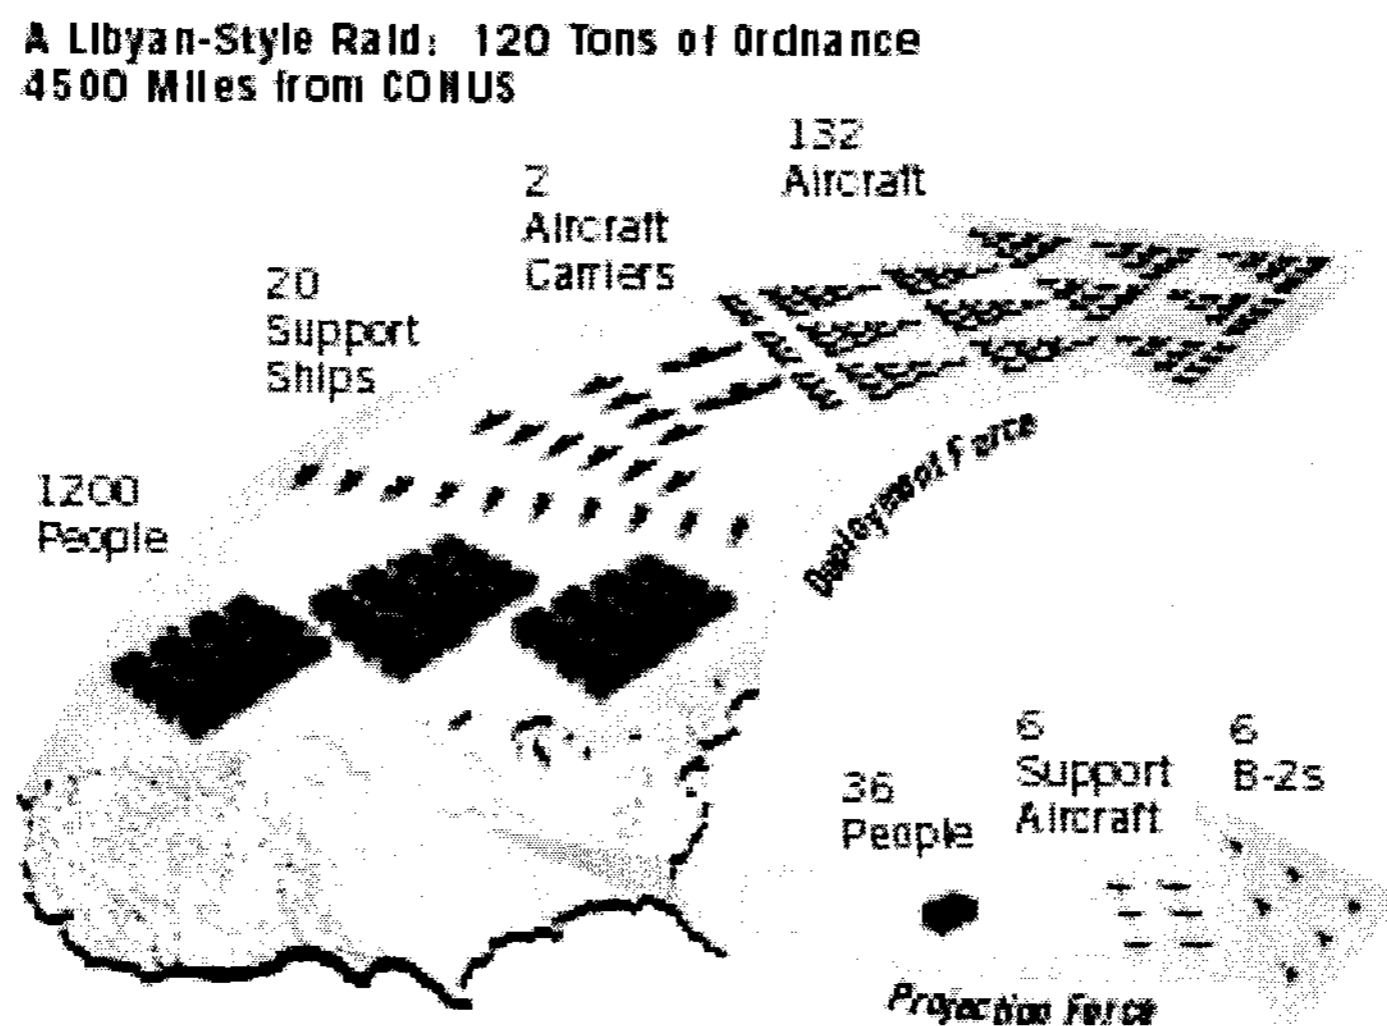 A Libyan-Style Raid: 120 Tons of Ordnance
4500 Miles from CONUS
132
Aircraft
2
Aircraft
Carriers
20
Support
Ships
1200
People
Deployment Force
6
Support
Aircraft
6
B-2s
36
People
Projection Force